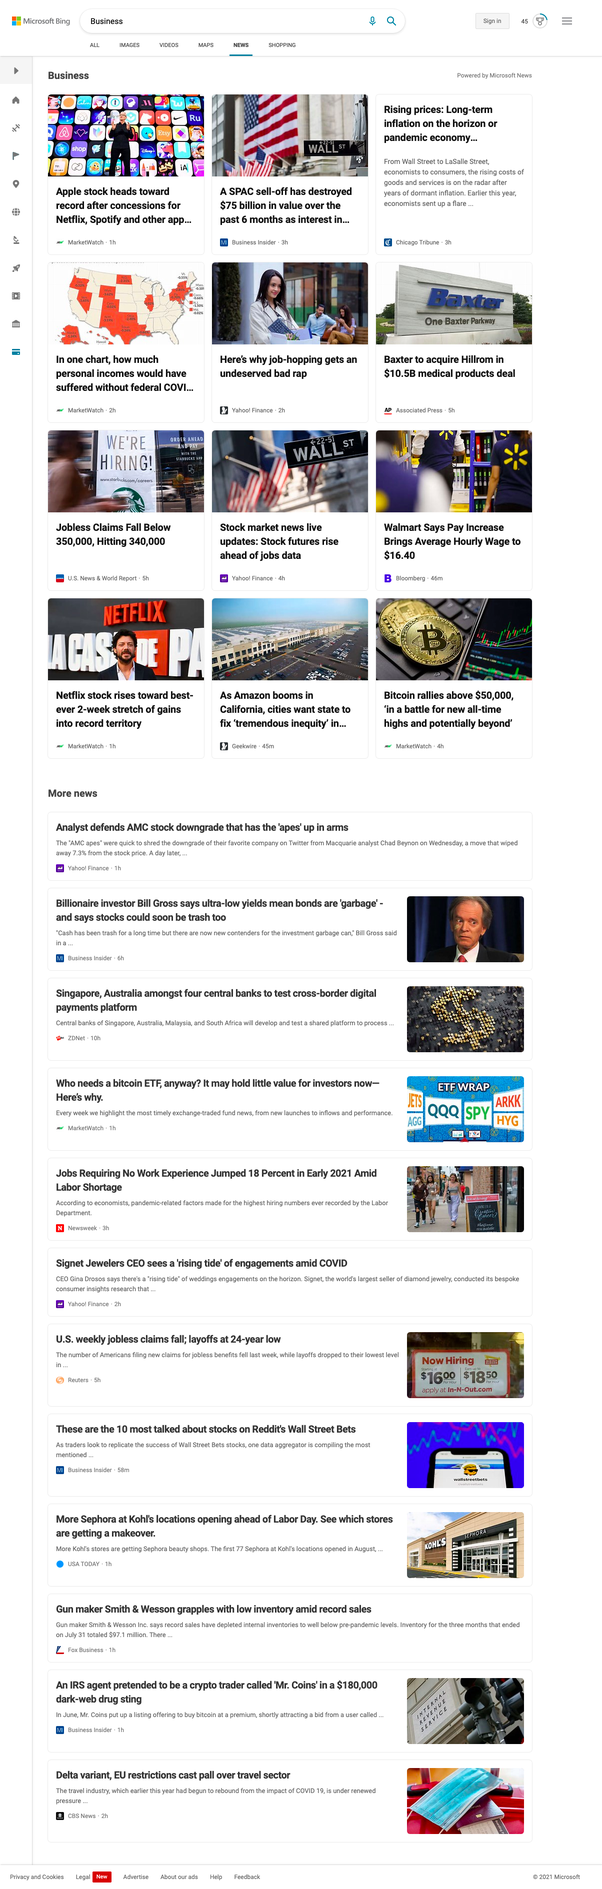 Microsoft Bing
Business
Sign in
45
ALL IMAGES VIDEOS MAPS NEWS SHOPPING
Business
Powered by Microsoft News
Apple stock heads toward
record after concessions for
Netflix, Spotify and other app...
MarketWatch · 1h
WALL ST
A SPAC sell-off has destroyed
$75 billion in value over the
past 6 months as interest in...
Business Insider · 3h
Rising prices: Long-term
inflation on the horizon or
pandemic economy...
From Wall Street to LaSalle Street,
economists to consumers, the rising costs of
goods and services is on the radar after
years of dormant inflation. Earlier this year,
economists sent up a flare ...
Chicago Tribune · 3h
In one chart, how much
personal incomes would have
suffered without federal COVI...
MarketWatch · 2h
Here's why job-hopping gets an
undeserved bad rap
Yahoo! Finance · 2h
Baxter
One Baxter Parkway
Baxter to acquire Hillrom in
$10.5B medical products deal
AP Associated Press · 5h
WE'RE
HIRING!
Jobless Claims Fall Below
350,000, Hitting 340,000
U.S. News & World Report · 5h
WALL ST
Stock market news live
updates: Stock futures rise
ahead of jobs data
Yahoo! Finance · 4h
Walmart Says Pay Increase
Brings Average Hourly Wage to
$16.40
B Bloomberg · 46m
NETFLIX
LA CASA DE PA
Netflix stock rises toward best-
ever 2-week stretch of gains
into record territory
MarketWatch · 1h
As Amazon booms in
California, cities want state to
fix 'tremendous inequity' in...
Geekwire · 45m
Bitcoin rallies above $50,000,
'in a battle for new all-time
highs and potentially beyond'
MarketWatch · 4h
More news
Analyst defends AMC stock downgrade that has the 'apes' up in arms
The "AMC apes" were quick to shred the downgrade of their favorite company on Twitter from Macquarie analyst Chad Beynon on Wednesday, a move that wiped
away 7.3% from the stock price. A day later, ...
Yahoo! Finance · 1h
Billionaire investor Bill Gross says ultra-low yields mean bonds are 'garbage' -
and says stocks could soon be trash too
"Cash has been trash for a long time but there are now new contenders for the investment garbage can," Bill Gross said
in a ...
Business Insider · 6h
Singapore, Australia amongst four central banks to test cross-border digital
payments platform
Central banks of Singapore, Australia, Malaysia, and South Africa will develop and test a shared platform to process ...
ZDNet · 10h
Who needs a bitcoin ETF, anyway? It may hold little value for investors now—
Here's why.
Every week we highlight the most timely exchange-traded fund news, from new launches to inflows and performance.
MarketWatch · 1h
ETF WRAP
JETS QQQ SPY ARKK
AGG HYG
Jobs Requiring No Work Experience Jumped 18 Percent in Early 2021 Amid
Labor Shortage
According to economists, pandemic-related factors made for the highest hiring numbers ever recorded by the Labor
Department.
N Newsweek · 3h
Signet Jewelers CEO sees a 'rising tide' of engagements amid COVID
CEO Gina Drosos says there's a "rising tide" of weddings engagements on the horizon. Signet, the world's largest seller of diamond jewelry, conducted its bespoke
consumer insights research that ...
Yahoo! Finance · 2h
U.S. weekly jobless claims fall; layoffs at 24-year low
The number of Americans filing new claims for jobless benefits fell last week, while layoffs dropped to their lowest level
in ...
Reuters · 5h
Now Hiring
$16.00 $18.50
apply at In-N-Out.com
These are the 10 most talked about stocks on Reddit's Wall Street Bets
As traders look to replicate the success of Wall Street Bets stocks, one data aggregator is compiling the most
mentioned ...
Business Insider · 58m
wallstreetbets
More Sephora at Kohl's locations opening ahead of Labor Day. See which stores
are getting a makeover.
More Kohl's stores are getting Sephora beauty shops. The first 77 Sephora at Kohl's locations opened in August, ...
USA TODAY · 1h
KOHL'S
SEPHORA
Gun maker Smith & Wesson grapples with low inventory amid record sales
Gun maker Smith & Wesson Inc. says record sales have depleted internal inventories to well below pre-pandemic levels. Inventory for the three months that ended
on July 31 totaled $97.1 million. There ...
Fox Business · 1h
An IRS agent pretended to be a crypto trader called 'Mr. Coins' in a $180,000
dark-web drug sting
In June, Mr. Coins put up a listing offering to buy bitcoin at a premium, shortly attracting a bid from a user called ...
Business Insider · 1h
INTERNAL
REVENUE
SERVICE
Delta variant, EU restrictions cast pall over travel sector
The travel industry, which earlier this year had begun to rebound from the impact of COVID 19, is under renewed
pressure ...
CBS News · 2h
Privacy and Cookies Legal New Advertise About our ads Help Feedback
© 2021 Microsoft